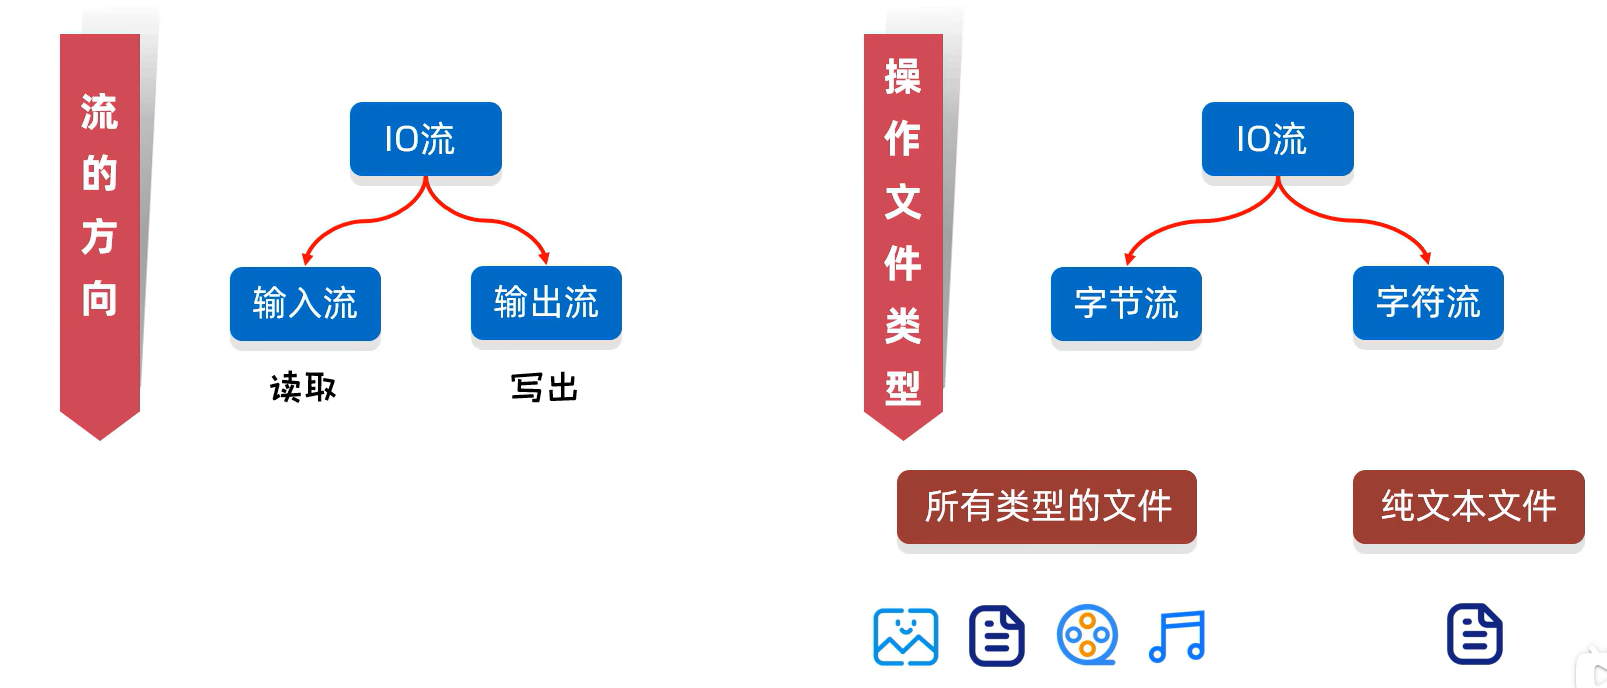 流的方向
IO流
输入流
输出流
读取
写出
操作文件类型
IO流
字节流
字符流
所有类型的文件
纯文本文件